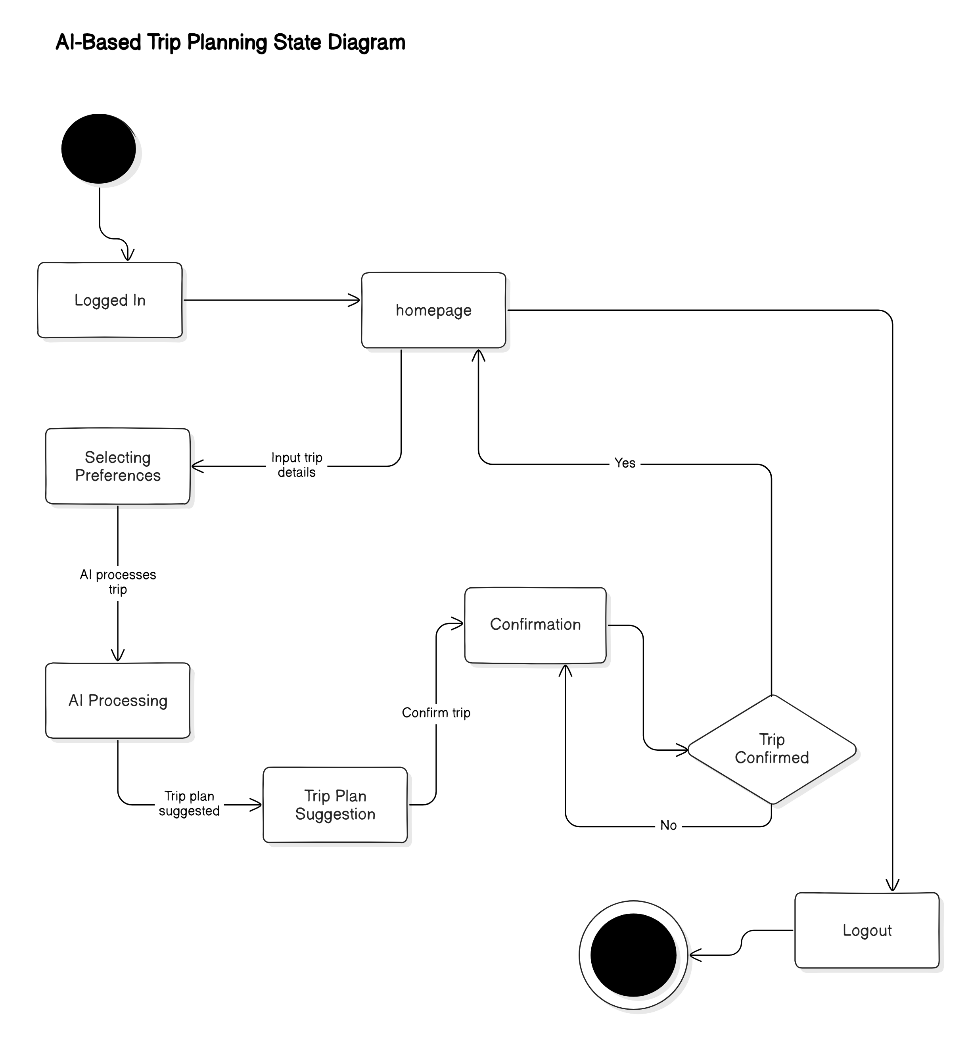 AI-Based Trip Planning State Diagram
Logged In
homepage
Selecting
Preferences
Input trip
details
Yes
AI processes
trip
Confirmation
AI Processing
Confirm trip
Trip
Confirmed
Trip plan
suggested
Trip Plan
Suggestion
No
Logout